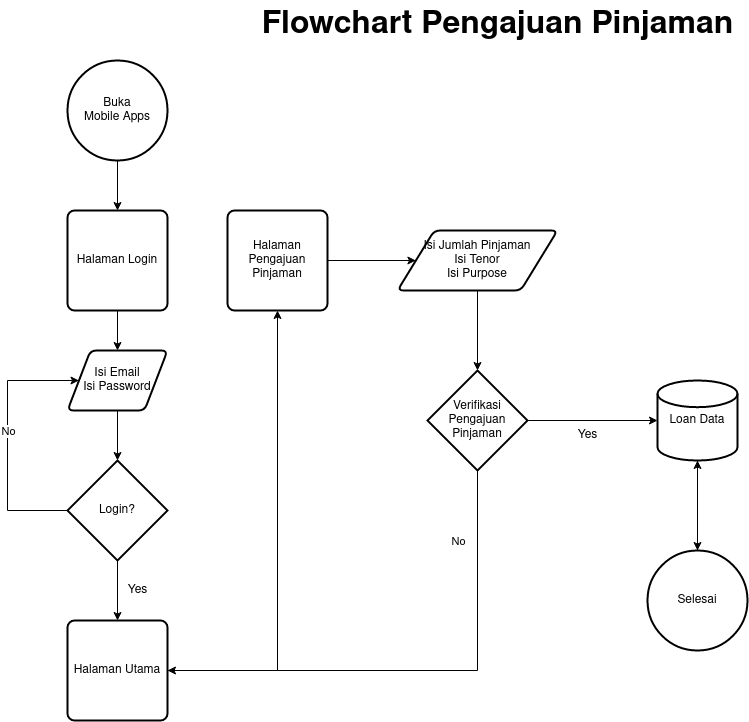 Flowchart Pengajuan Pinjaman
Buka
Mobile Apps
Halaman Login
Isi Email
Isi Password
No
Login?
Yes
Halaman Utama
Halaman
Pengajuan
Pinjaman
Isi Jumlah Pinjaman
Isi Tenor
Isi Purpose
Verifikasi
Pengajuan
Pinjaman
Yes
No
Loan Data
Selesai